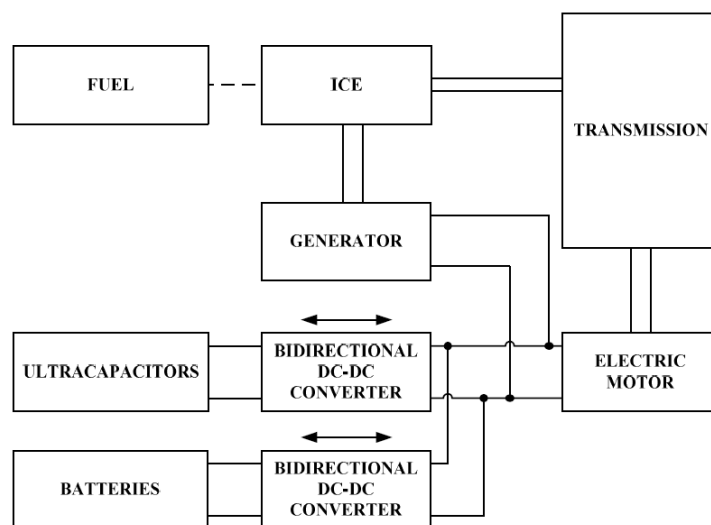 FUEL
ICE
TRANSMISSION
GENERATOR
ULTRACAPACITORS
BIDIRECTIONAL
DC-DC
CONVERTER
ELECTRIC
MOTOR
BATTERIES
BIDIRECTIONAL
DC-DC
CONVERTER